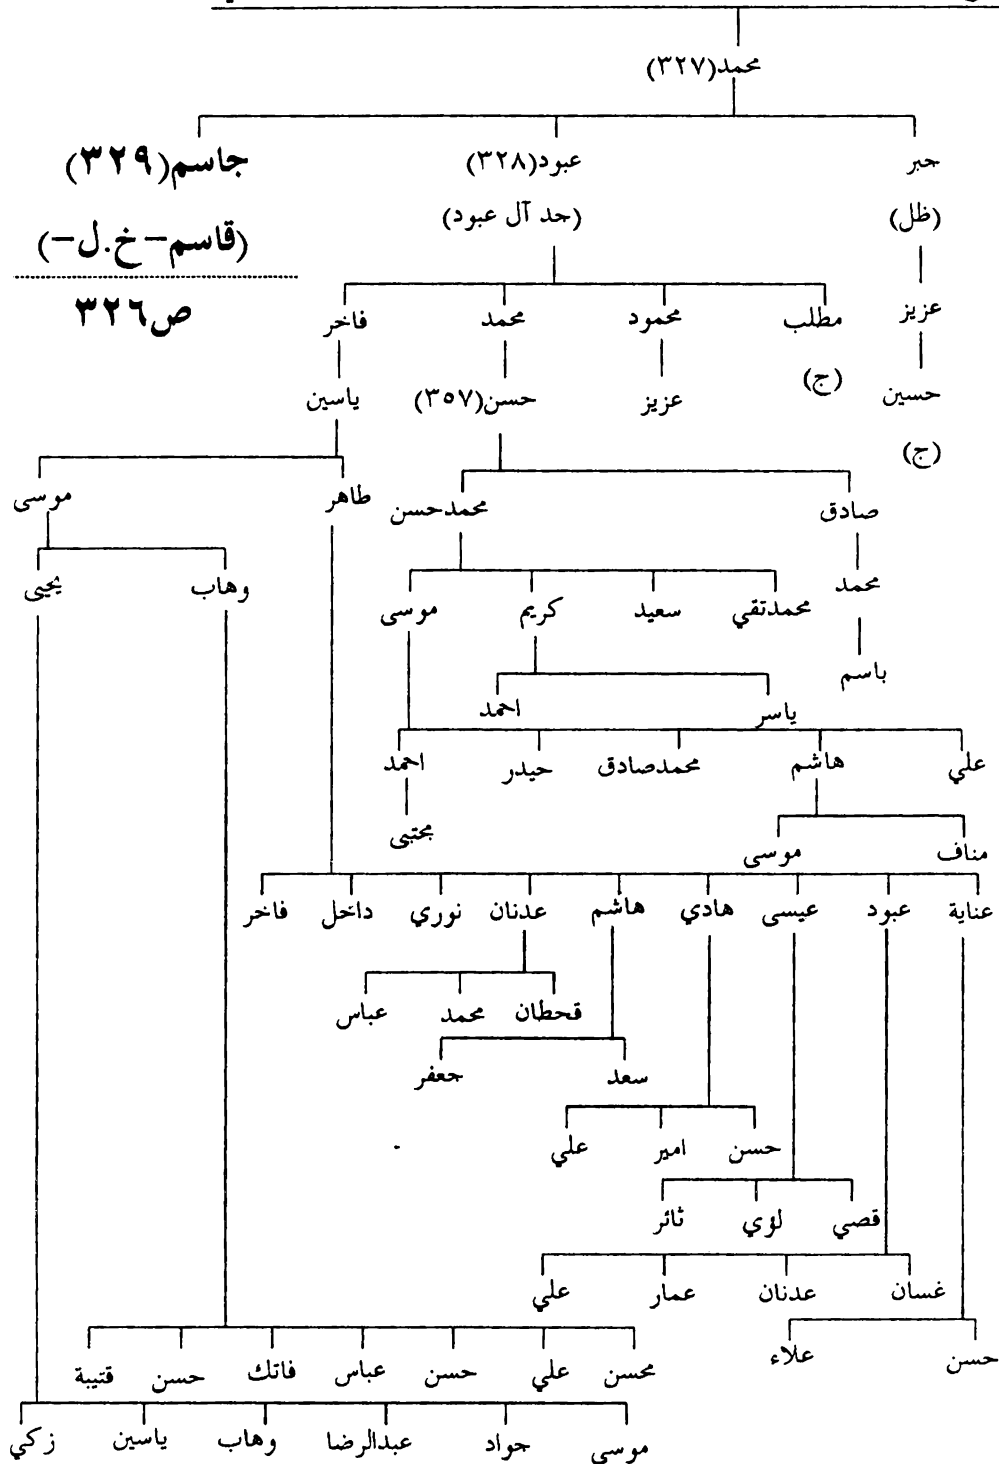 محمد(٣٢٧)
جبر عبود(٣٢٨) جاسم(٣٢٩)
(ظل) (جد آل عبود) (قاسم-خ.ل-)
عزيز مطلب محمود محمد فاخر ص٣٢٦
حسين (ج) عزيز حسن(٣٥٧) ياسين
(ج)
صادق محمدحسن طاهر موسى
محمد وهاب يحيى
محمدتقي سعيد كريم موسى
باسم
ياسر احمد
علي هاشم محمدصادق حيدر احمد
مناف موسى مجتبى
عناية عبود عيسى هادي هاشم عدنان نوري داخل فاخر
قحطان محمد عباس
سعد جعفر
حسن امير علي
قصي لؤي ثائر
غسان عدنان عمار علي
حسن علاء
محسن علي حسن عباس فاتك حسن قتيبة
موسى جواد عبدالرضا وهاب ياسين زكي